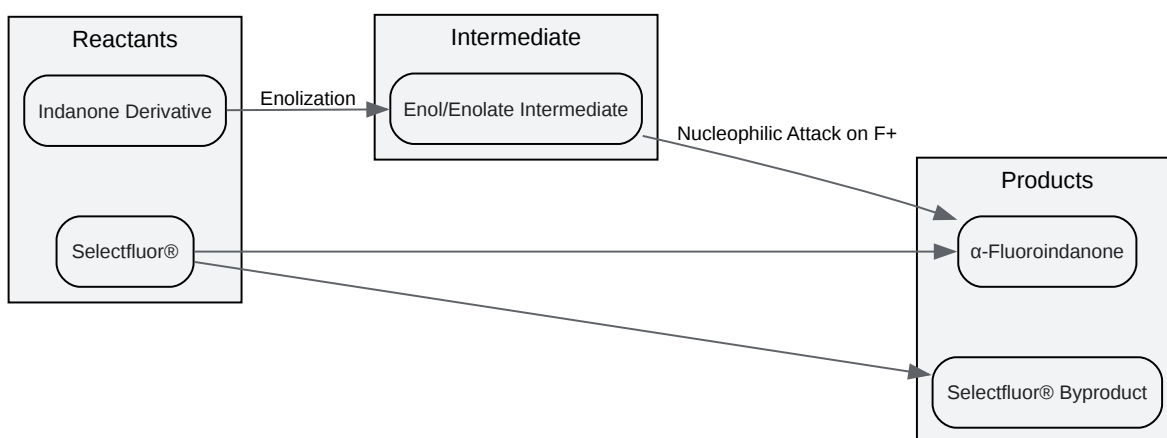 Reactants
Indanone Derivative
Selectfluor®
Enolization
Intermediate
Enol/Enolate Intermediate
Nucleophilic Attack on F+
Products
α-Fluoroindanone
Selectfluor® Byproduct